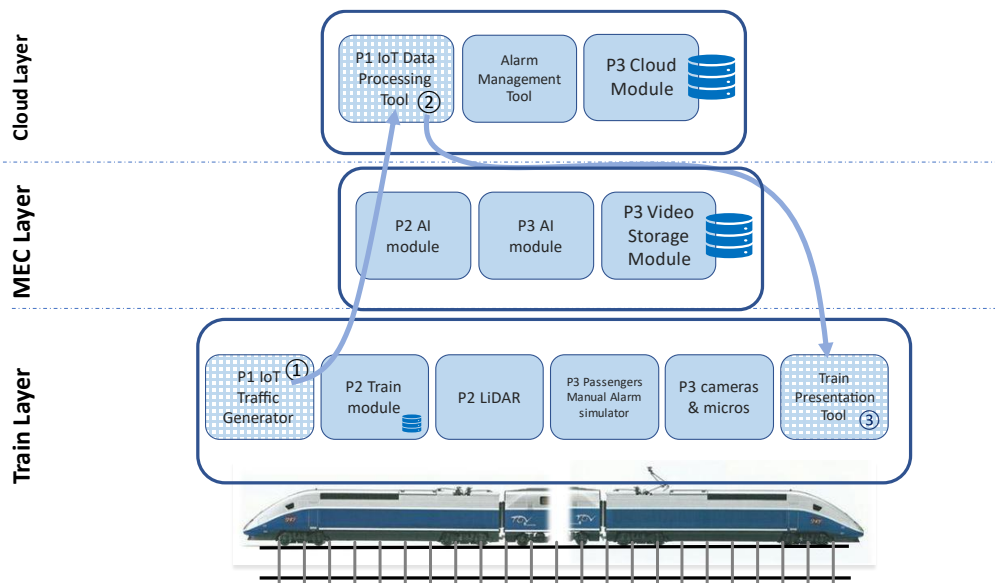 Cloud Layer
P1 IoT Data
Processing
Tool
2
Alarm
Management
Tool
P3 Cloud
Module
MEC Layer
P2 AI
module
P3 AI
module
P3 Video
Storage
Module
Train Layer
1
P1 IoT
Traffic
Generator
P2 Train
module
P2 LiDAR
P3 Passengers
Manual Alarm
simulator
P3 cameras
& micros
Train
Presentation
Tool
3